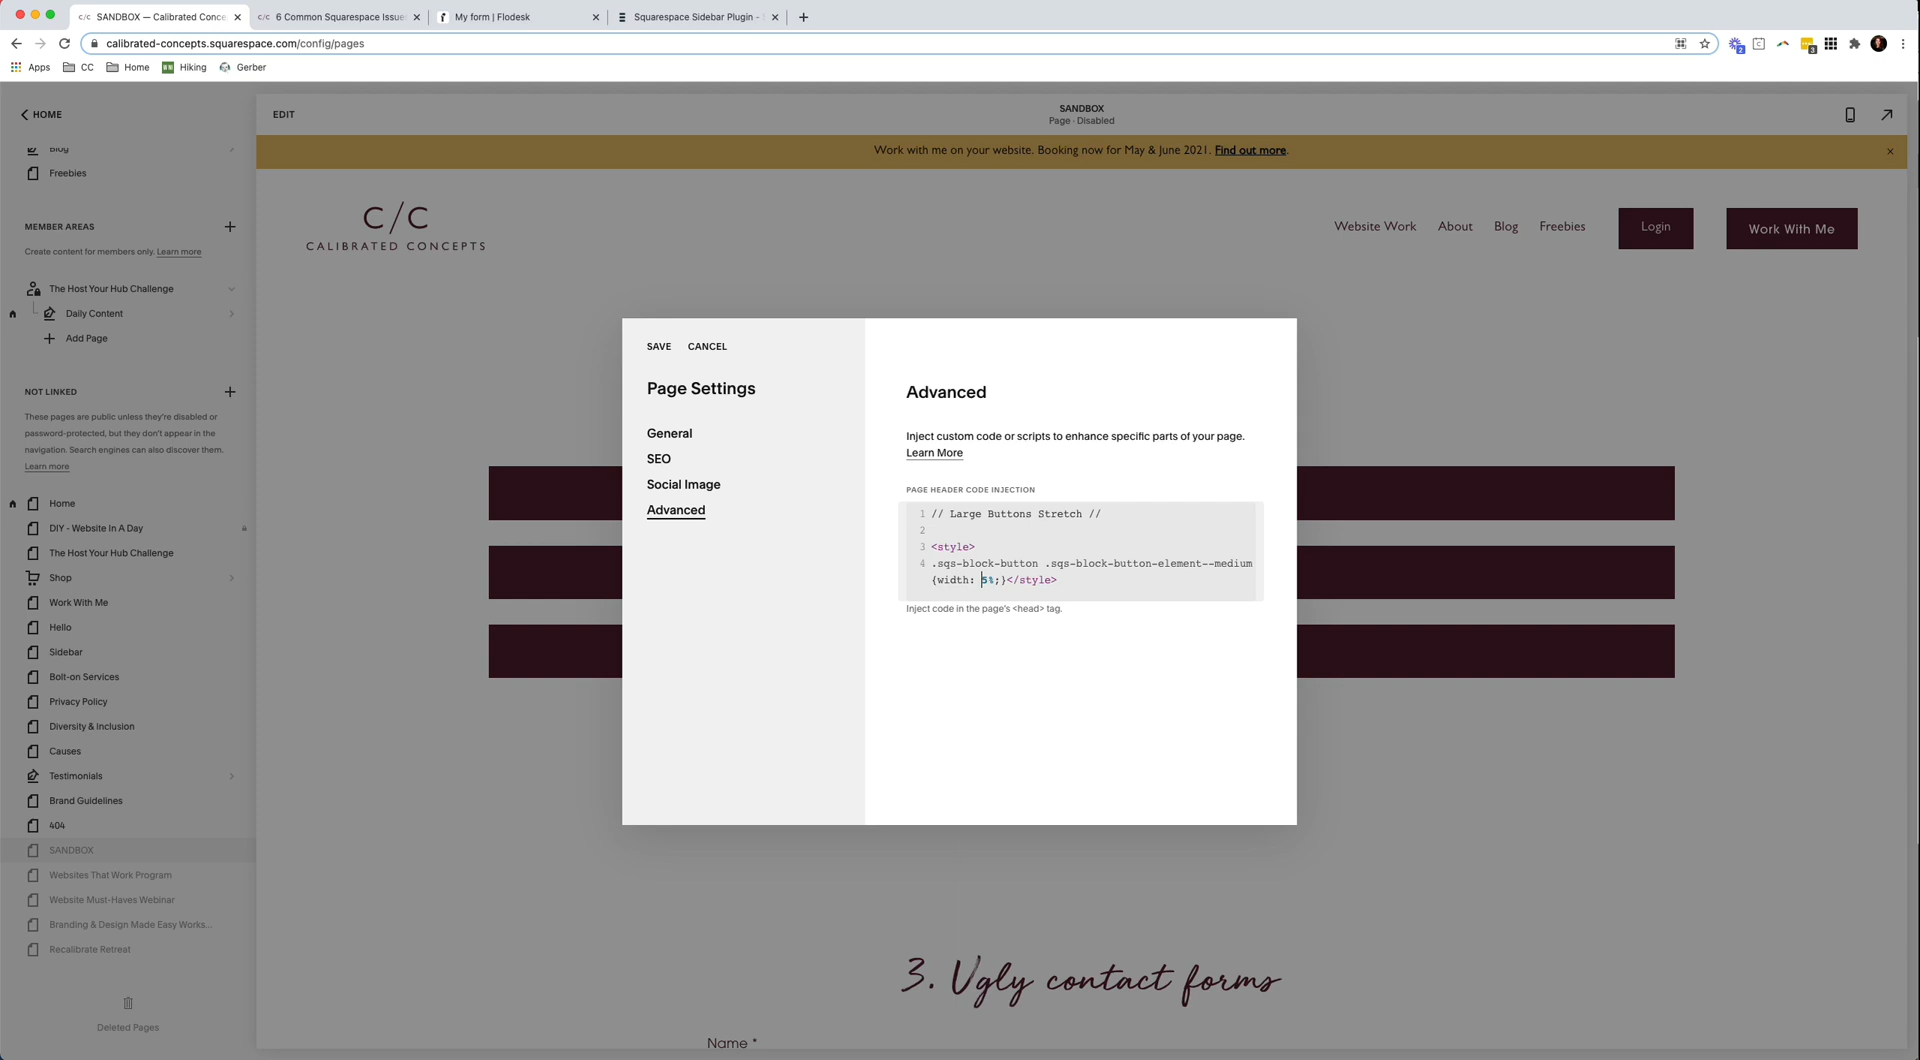 SANDBOX — Calibrated Conce
6 Common Squarespace Issue
My form | Flodesk
Squarespace Sidebar Plugin -
calibrated-concepts.squarespace.com/config/pages
2
3
Apps
CC
Home
Hiking
Gerber
HOME
Blog
Freebies
MEMBER AREAS
Create content for members only. Learn more
The Host Your Hub Challenge
Daily Content
Add Page
NOT LINKED
These pages are public unless they're disabled or
password-protected, but they don't appear in the
navigation. Search engines can also discover them.
Learn more
Home
DIY - Website In A Day
The Host Your Hub Challenge
Shop
Work With Me
Hello
Sidebar
Bolt-on Services
Privacy Policy
Diversity & Inclusion
Causes
Testimonials
Brand Guidelines
404
SANDBOX
Websites That Work Program
Website Must-Haves Webinar
Branding & Design Made Easy Works...
Recalibrate Retreat
Deleted Pages
EDIT
SANDBOX
Page · Disabled
Work with me on your website. Booking now for May & June 2021. Find out more.
C/C
CALIBRATED CONCEPTS
Website Work
About
Blog
Freebies
Login
Work With Me
SAVE
CANCEL
Page Settings
General
SEO
Social Image
Advanced
Advanced
Inject custom code or scripts to enhance specific parts of your page.
Learn More
PAGE HEADER CODE INJECTION
1 // Large Buttons Stretch //
2
3 <style>
4 .sqs-block-button .sqs-block-button-element--medium
{width: 5%;}</style>
Inject code in the page's <head> tag.
3. Ugly contact forms
Name *